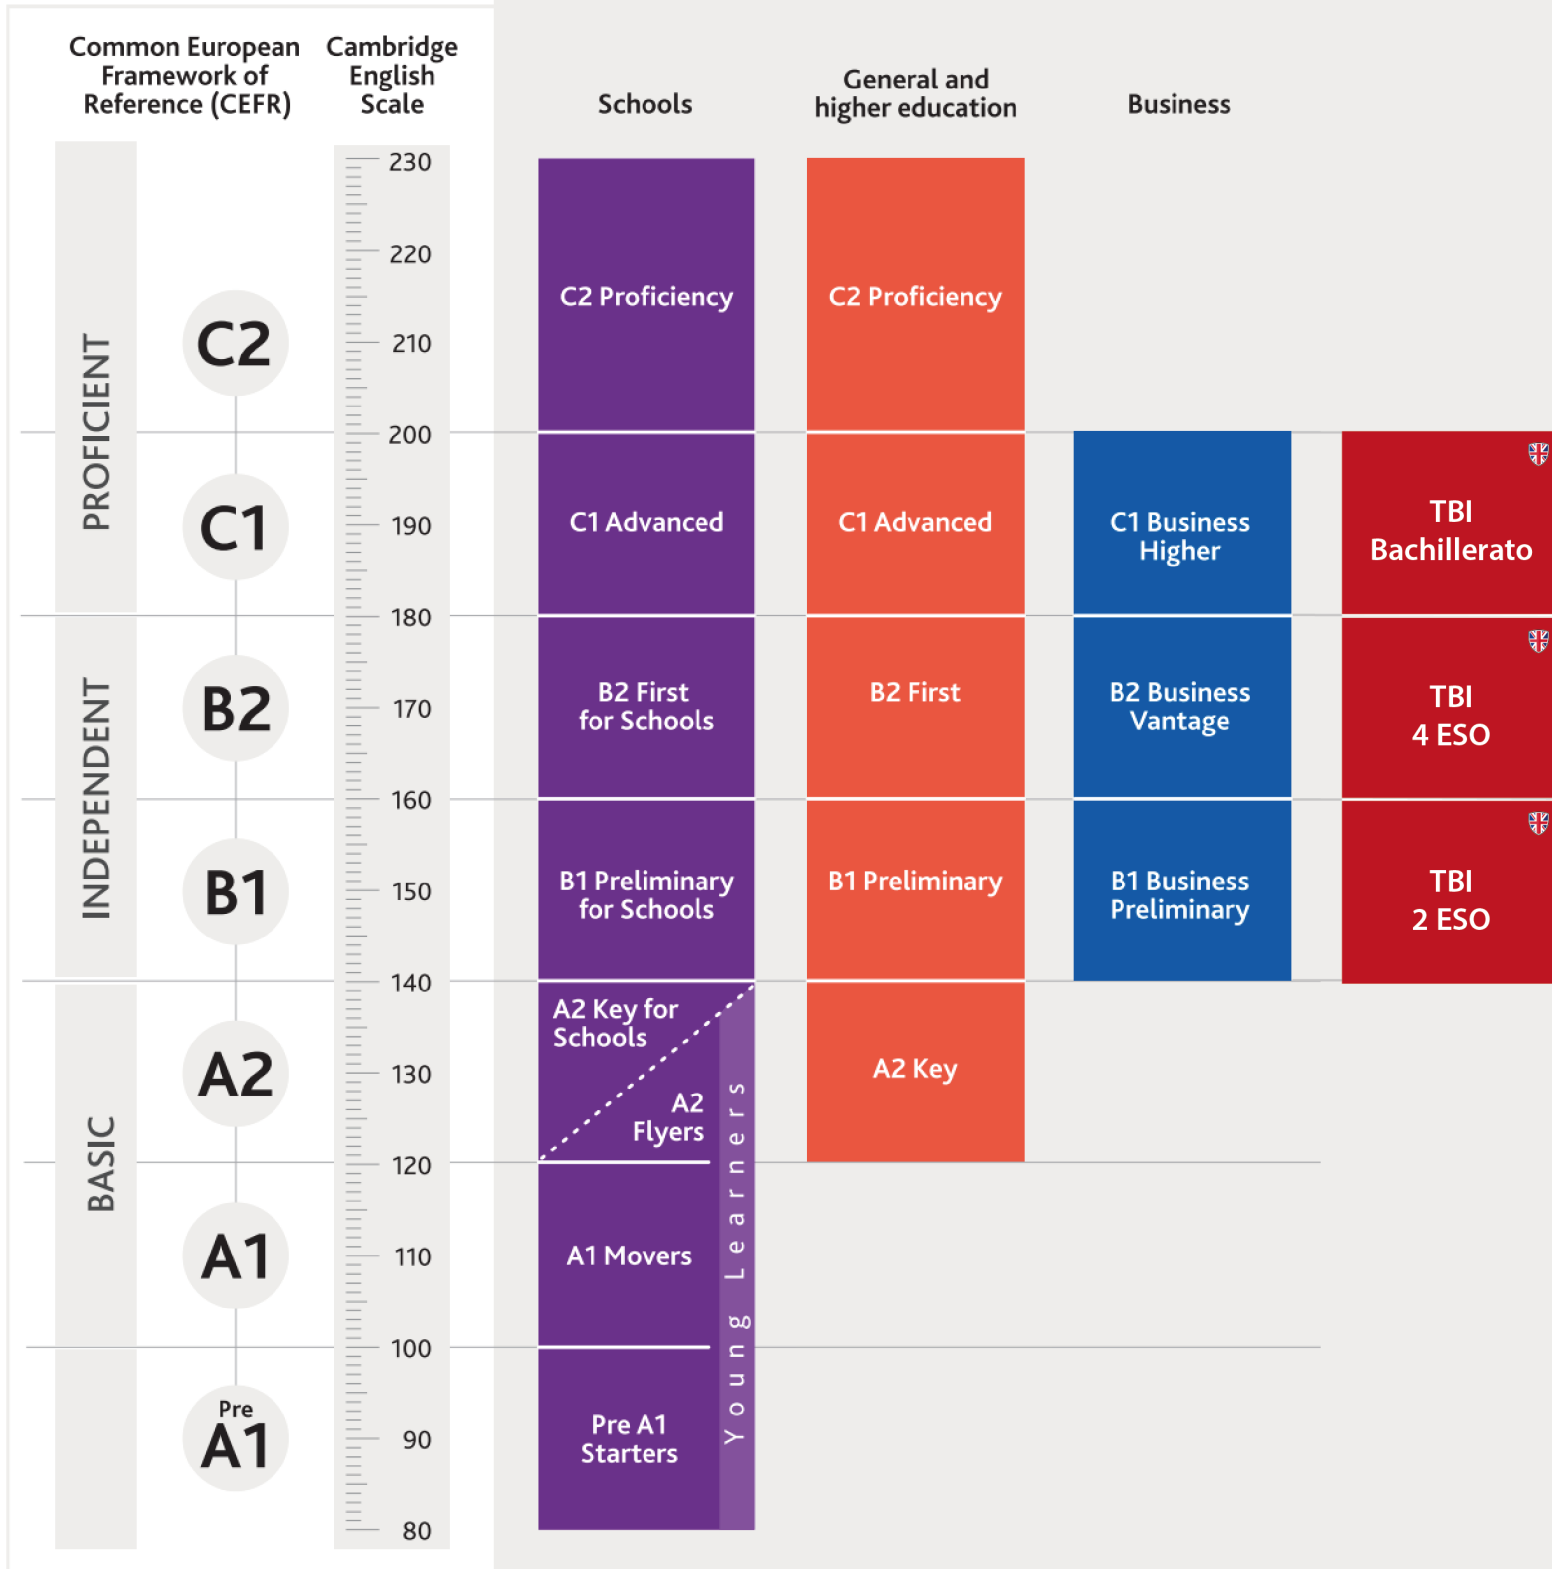 Common European
Framework of
Reference (CEFR)
Cambridge
English
Scale
Schools
General and
higher education
Business
PROFICIENT
INDEPENDENT
BASIC
C2
C1
B2
B1
A2
A1
Pre
A1
230
220
210
200
190
180
170
160
150
140
130
120
110
100
90
80
C2 Proficiency
C1 Advanced
B2 First
for Schools
B1 Preliminary
for Schools
A2 Key for
Schools
A2
Flyers
A1 Movers
Pre A1
Starters
Young Learners
C2 Proficiency
C1 Advanced
B2 First
B1 Preliminary
A2 Key
C1 Business
Higher
B2 Business
Vantage
B1 Business
Preliminary
TBI
Bachillerato
TBI
4 ESO
TBI
2 ESO